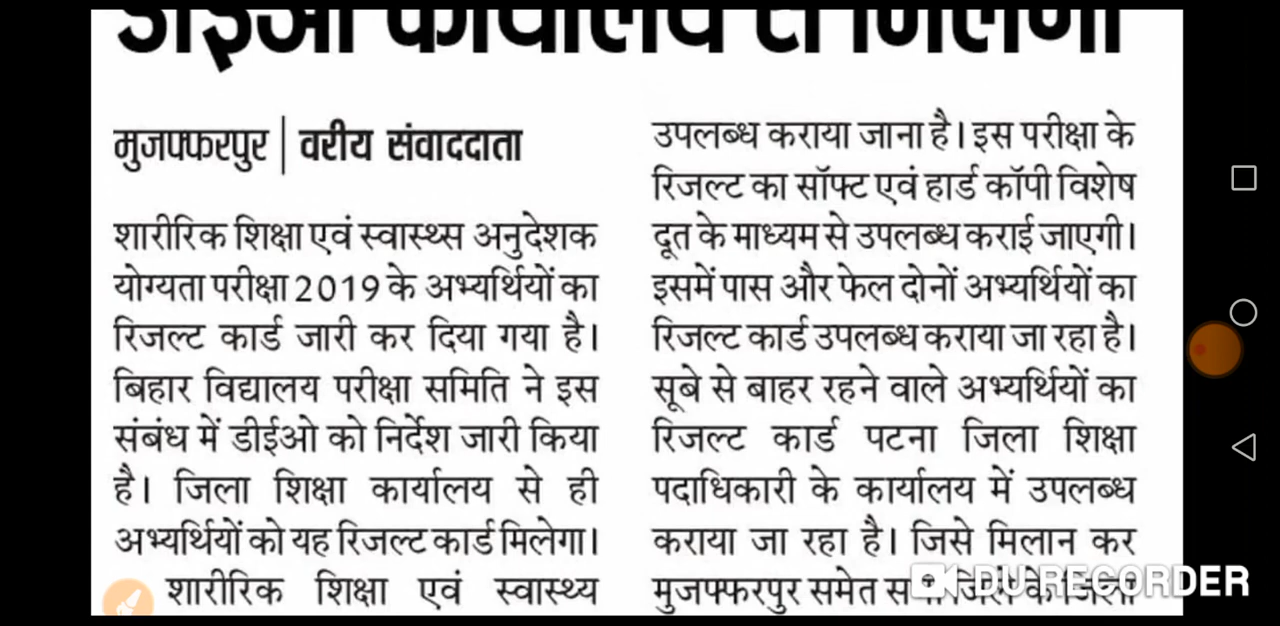 डीईओ कार्यालय से मिलेगा
मुजफ्फरपुर | वरीय संवाददाता
शारीरिक शिक्षा एवं स्वास्थ्स अनुदेशक
योग्यता परीक्षा 2019 के अभ्यर्थियों का
रिजल्ट कार्ड जारी कर दिया गया है।
बिहार विद्यालय परीक्षा समिति ने इस
संबंध में डीईओ को निर्देश जारी किया
है। जिला शिक्षा कार्यालय से ही
अभ्यर्थियों को यह रिजल्ट कार्ड मिलेगा।
शारीरिक शिक्षा एवं स्वास्थ्य
उपलब्ध कराया जाना है। इस परीक्षा के
रिजल्ट का सॉफ्ट एवं हार्ड कॉपी विशेष
दूत के माध्यम से उपलब्ध कराई जाएगी।
इसमें पास और फेल दोनों अभ्यर्थियों का
रिजल्ट कार्ड उपलब्ध कराया जा रहा है।
सूबे से बाहर रहने वाले अभ्यर्थियों का
रिजल्ट कार्ड पटना जिला शिक्षा
पदाधिकारी के कार्यालय में उपलब्ध
कराया जा रहा है। जिसे मिलान कर
मुजफ्फरपुर समेत के जिला
DU RECORDER